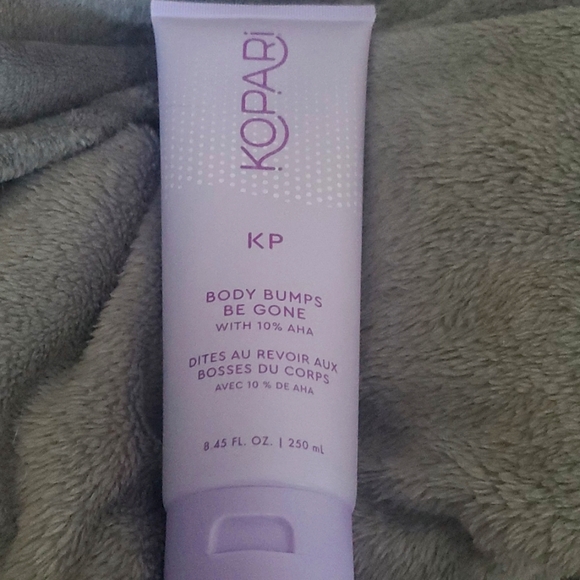 KOPARI
KP
BODY BUMPS
BE GONE
WITH 10% AHA
DITES AU REVOIR AUX
BOSSES DU CORPS
AVEC 10 % DE AHA
8.45 FL. OZ. | 250 mL